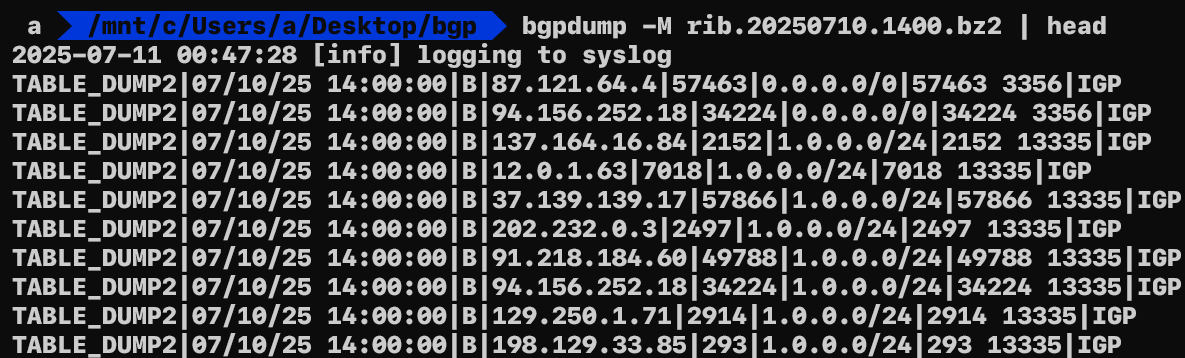 a /mnt/c/Users/a/Desktop/bgp bgpdump -M rib.20250710.1400.bz2 | head
2025-07-11 00:47:28 [info] logging to syslog
TABLE_DUMP2|07/10/25 14:00:00|B|87.121.64.4|57463|0.0.0.0/0|57463 3356|IGP
TABLE_DUMP2|07/10/25 14:00:00|B|94.156.252.18|34224|0.0.0.0/0|34224 3356|IGP
TABLE_DUMP2|07/10/25 14:00:00|B|137.164.16.84|2152|1.0.0.0/24|2152 13335|IGP
TABLE_DUMP2|07/10/25 14:00:00|B|12.0.1.63|7018|1.0.0.0/24|7018 13335|IGP
TABLE_DUMP2|07/10/25 14:00:00|B|37.139.139.17|57866|1.0.0.0/24|57866 13335|IGP
TABLE_DUMP2|07/10/25 14:00:00|B|202.232.0.3|2497|1.0.0.0/24|2497 13335|IGP
TABLE_DUMP2|07/10/25 14:00:00|B|91.218.184.60|49788|1.0.0.0/24|49788 13335|IGP
TABLE_DUMP2|07/10/25 14:00:00|B|94.156.252.18|34224|1.0.0.0/24|34224 13335|IGP
TABLE_DUMP2|07/10/25 14:00:00|B|129.250.1.71|2914|1.0.0.0/24|2914 13335|IGP
TABLE_DUMP2|07/10/25 14:00:00|B|198.129.33.85|293|1.0.0.0/24|293 13335|IGP